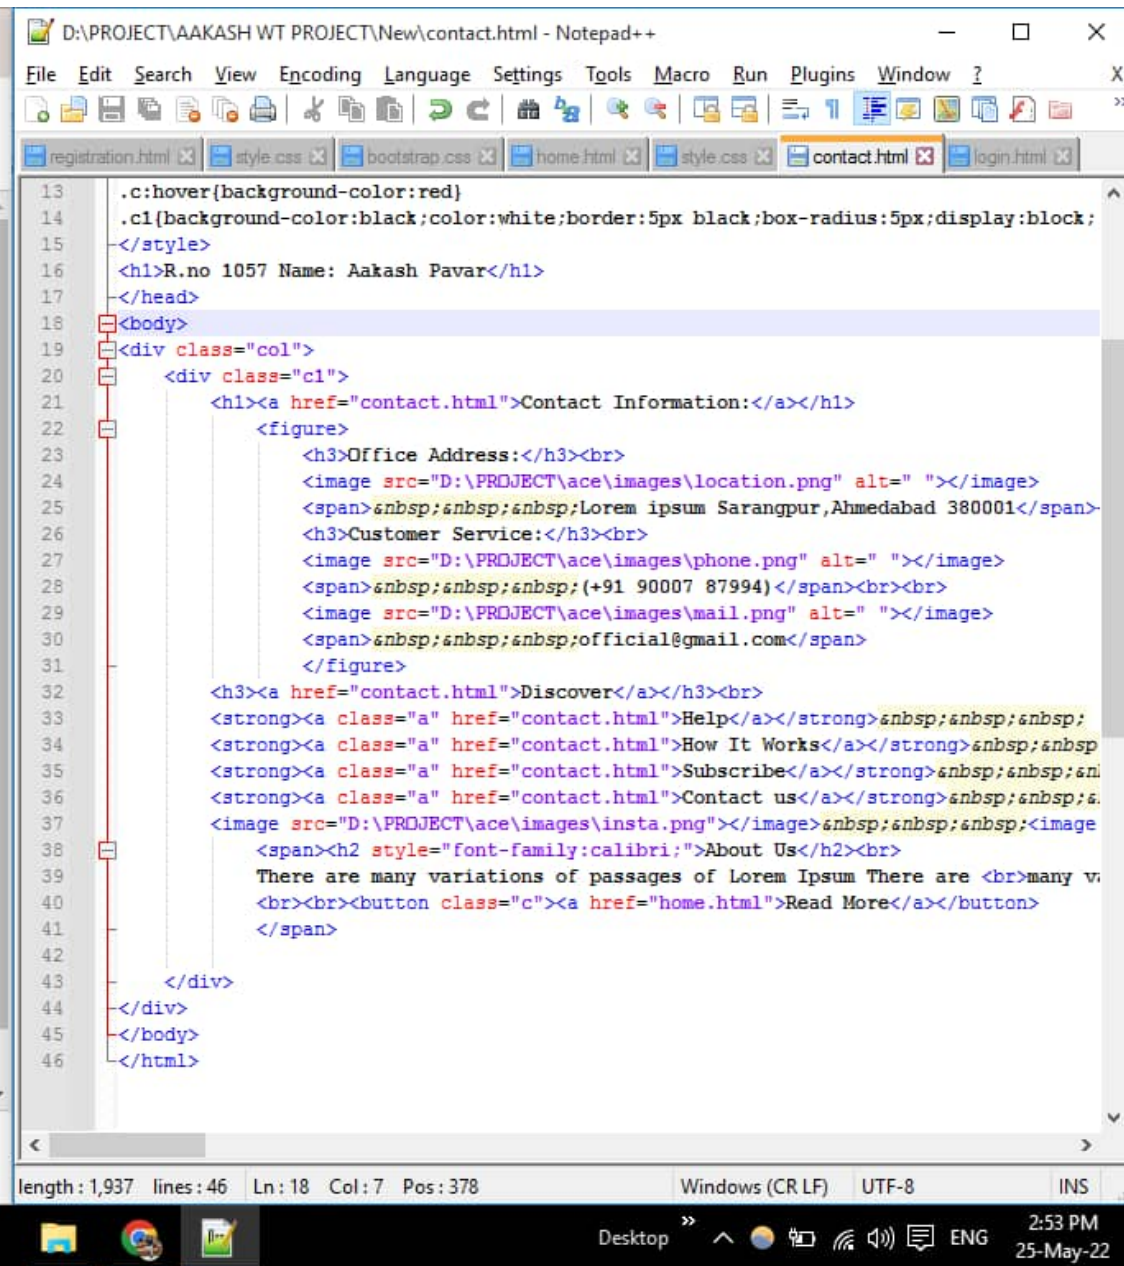 D:\PROJECT\AAKASH WT PROJECT\New\contact.html - Notepad++
File Edit Search View Encoding Language Settings Tools Macro Run Plugins Window ? X
registration.html style.css bootstrap.css home.html style.css contact.html login.html
13 .c:hover{background-color:red}
14 .c1{background-color:black;color:white;border:5px black;box-radius:5px;display:block;
15 </style>
16 <h1>R.no 1057 Name: Aakash Pavar</h1>
17 </head>
18 <body>
19 <div class="col">
20 <div class="c1">
21 <h1><a href="contact.html">Contact Information:</a></h1>
22 <figure>
23 <h3>Office Address:</h3><br>
24 <image src="D:\PROJECT\ace\images\location.png" alt=" "></image>
25 <span>&nbsp;&nbsp;&nbsp;Lorem ipsum Sarangpur,Ahmedabad 380001</span>
26 <h3>Customer Service:</h3><br>
27 <image src="D:\PROJECT\ace\images\phone.png" alt=" "></image>
28 <span>&nbsp;&nbsp;&nbsp;(+91 90007 87994)</span><br><br>
29 <image src="D:\PROJECT\ace\images\mail.png" alt=" "></image>
30 <span>&nbsp;&nbsp;&nbsp;official@gmail.com</span>
31 </figure>
32 <h3><a href="contact.html">Discover</a></h3><br>
33 <strong><a class="a" href="contact.html">Help</a></strong>&nbsp;&nbsp;&nbsp;
34 <strong><a class="a" href="contact.html">How It Works</a></strong>&nbsp;&nbsp
35 <strong><a class="a" href="contact.html">Subscribe</a></strong>&nbsp;&nbsp;&n
36 <strong><a class="a" href="contact.html">Contact us</a></strong>&nbsp;&nbsp;&
37 <image src="D:\PROJECT\ace\images\insta.png"></image>&nbsp;&nbsp;&nbsp;<image
38 <span><h2 style="font-family:calibri;">About Us</h2><br>
39 There are many variations of passages of Lorem Ipsum There are <br>many v
40 <br><br><button class="c"><a href="home.html">Read More</a></button>
41 </span>
42
43 </div>
44 </div>
45 </body>
46 </html>
length : 1,937 lines : 46 Ln : 18 Col : 7 Pos : 378 Windows (CR LF) UTF-8 INS
Desktop ENG 2:53 PM
25-May-22